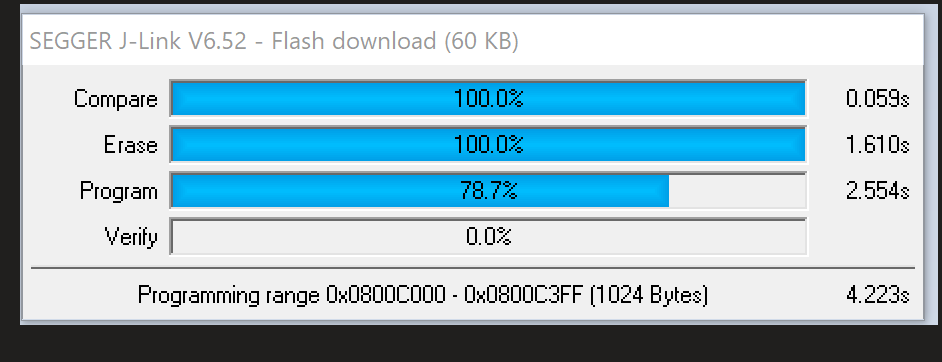 SEGGER J-Link V6.52 - Flash download (60 KB)
Compare 100.0% 0.059s
Erase 100.0% 1.610s
Program 78.7% 2.554s
Verify 0.0%
Programming range 0x0800C000 - 0x0800C3FF (1024 Bytes) 4.223s